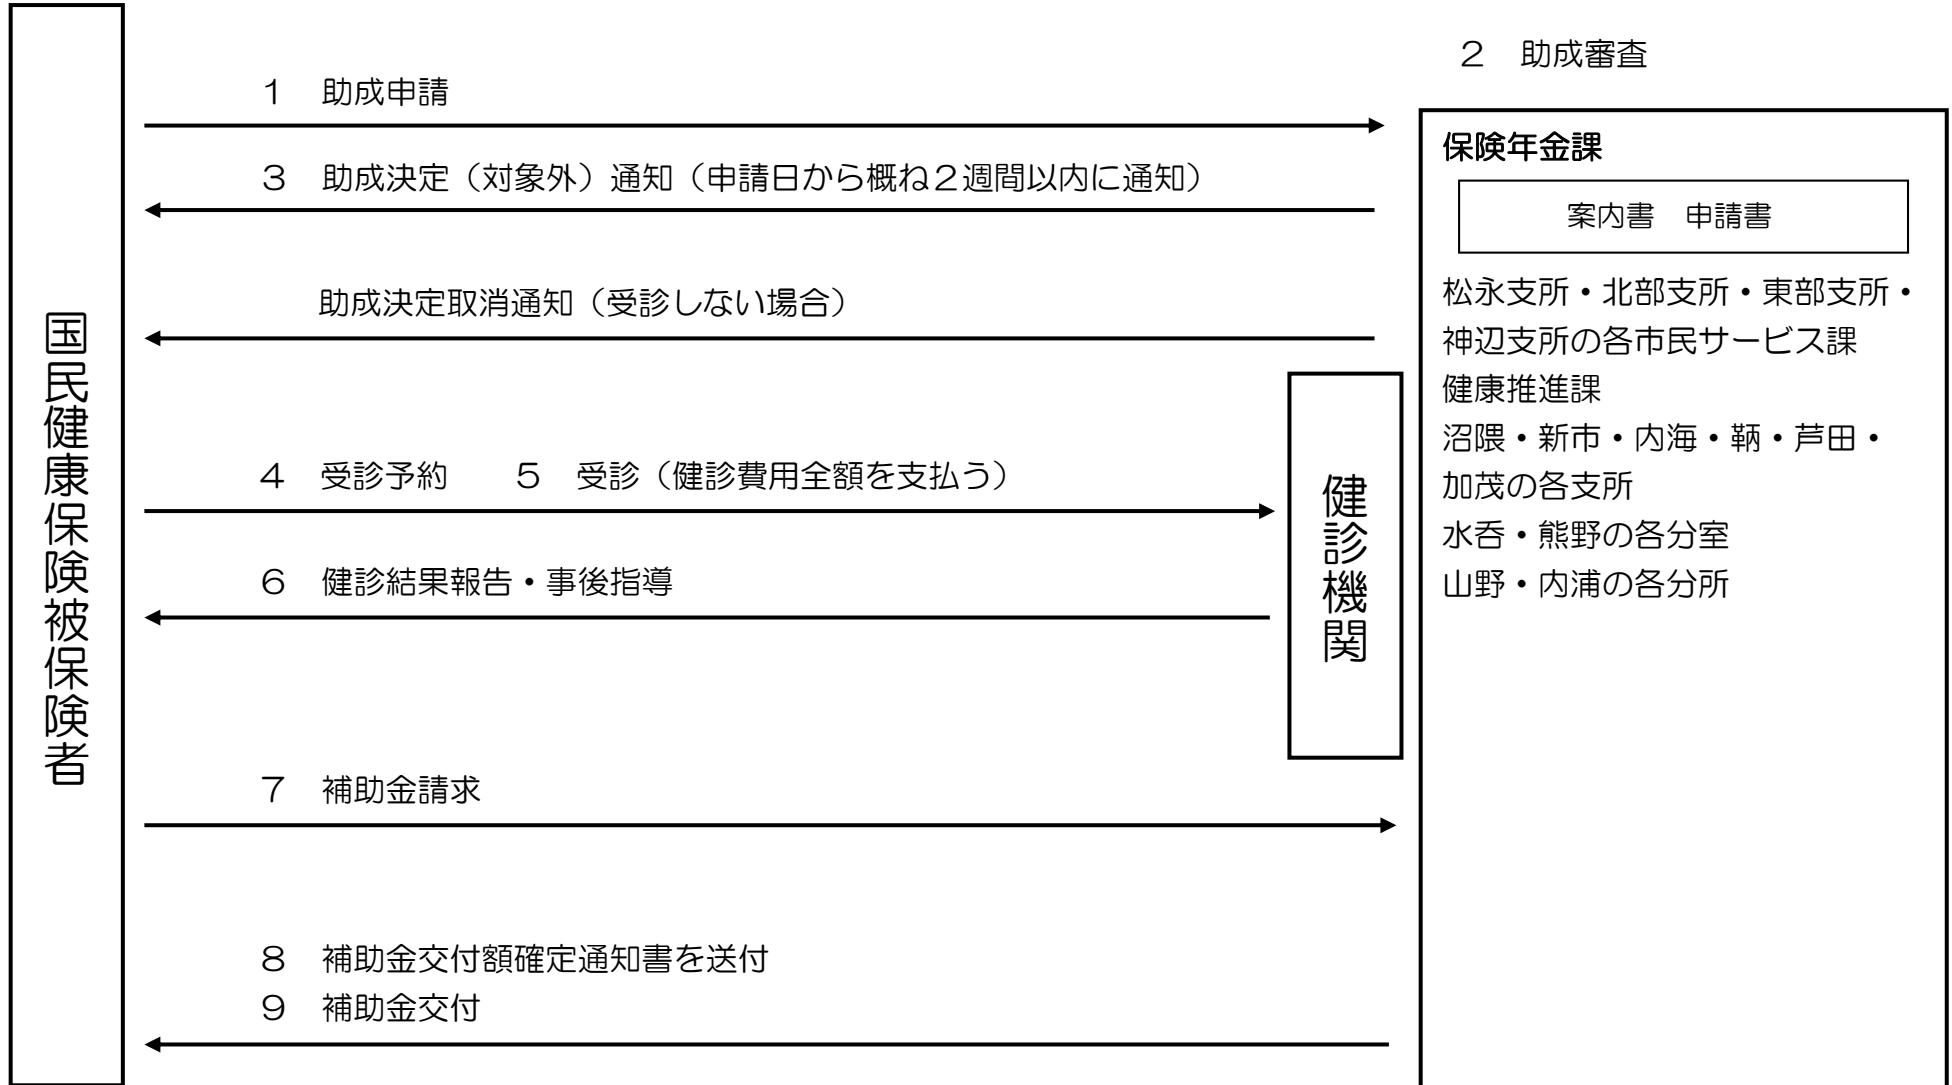 国民健康保険被保険者
２　助成審査
１　助成申請
３　助成決定（対象外）通知（申請日から概ね２週間以内に通知）
助成決定取消通知（受診しない場合）
４　受診予約　　５　受診（健診費用全額を支払う）
６　健診結果報告・事後指導
健診機関
７　補助金請求
８　補助金交付額確定通知書を送付
９　補助金交付
保険年金課
案内書　申請書
松永支所・北部支所・東部支所・
神辺支所の各市民サービス課
健康推進課
沼隈・新市・内海・鞆・芦田・
加茂の各支所
水呑・熊野の各分室
山野・内浦の各分所